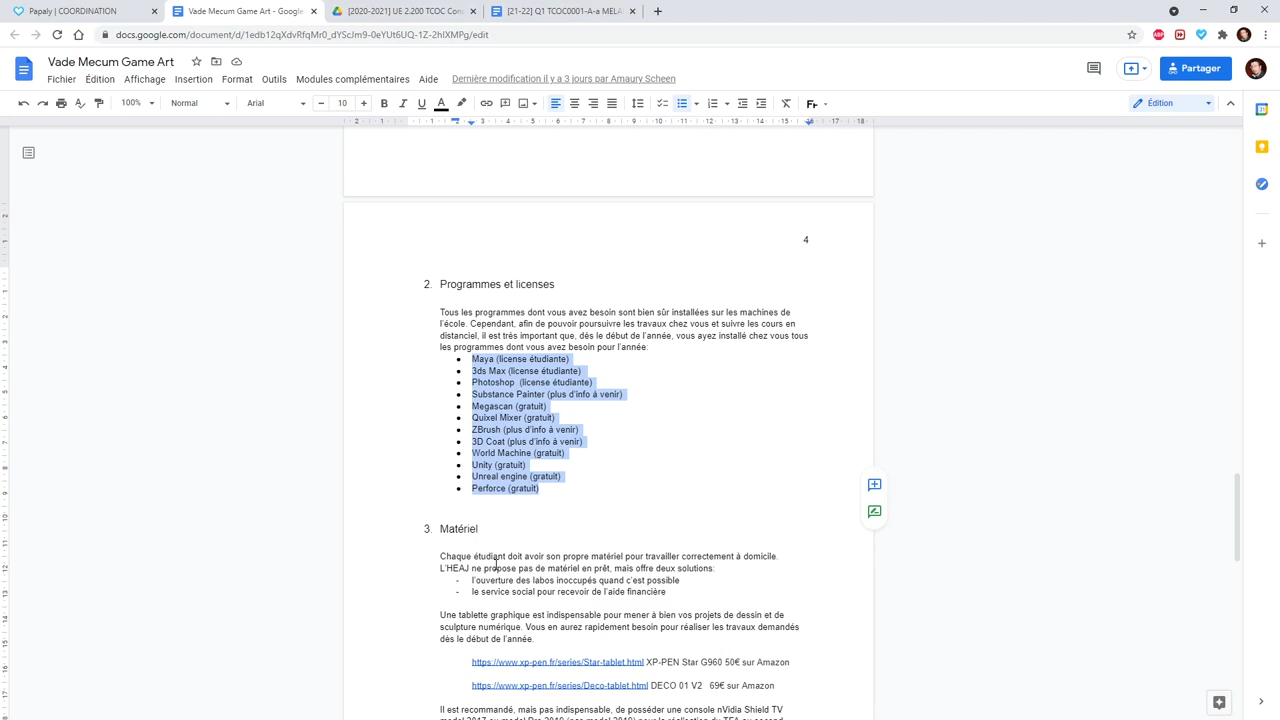 Papaly | COORDINATION
Vade Mecum Game Art - Google
[2020-2021] UE 2.200 TCOC Con
[21-22] Q1 TCOC0001-A-a MELA
docs.google.com/document/d/1edb12qXdvRfqMr0_dYScJm9-0eYUt6UQ-1Z-2hIXMPg/edit
Vade Mecum Game Art
Fichier Édition Affichage Insertion Format Outils Modules complémentaires Aide Dernière modification il y a 3 jours par Amaury Scheen
Partager
100% Normal Arial 10 Édition
4
2. Programmes et licenses
Tous les programmes dont vous avez besoin sont bien sûr installées sur les machines de
l'école. Cependant, afin de pouvoir poursuivre les travaux chez vous et suivre les cours en
distanciel, il est très important que, dès le début de l'année, vous ayez installé chez vous tous
les programmes dont vous avez besoin pour l'année:
● Maya (license étudiante)
● 3ds Max (license étudiante)
● Photoshop (license étudiante)
● Substance Painter (plus d'info à venir)
● Megascan (gratuit)
● Quixel Mixer (gratuit)
● ZBrush (plus d'info à venir)
● 3D Coat (plus d'info à venir)
● World Machine (gratuit)
● Unity (gratuit)
● Unreal engine (gratuit)
● Perforce (gratuit)
3. Matériel
Chaque étudiant doit avoir son propre matériel pour travailler correctement à domicile.
L'HEAJ ne propose pas de matériel en prêt, mais offre deux solutions:
- l'ouverture des labos inoccupés quand c'est possible
- le service social pour recevoir de l'aide financière
Une tablette graphique est indispensable pour mener à bien vos projets de dessin et de
sculpture numérique. Vous en aurez rapidement besoin pour réaliser les travaux demandés
dès le début de l'année.
https://www.xp-pen.fr/series/Star-tablet.html XP-PEN Star G960 50€ sur Amazon
https://www.xp-pen.fr/series/Deco-tablet.html DECO 01 V2 69€ sur Amazon
Il est recommandé, mais pas indispensable, de posséder une console nVidia Shield TV